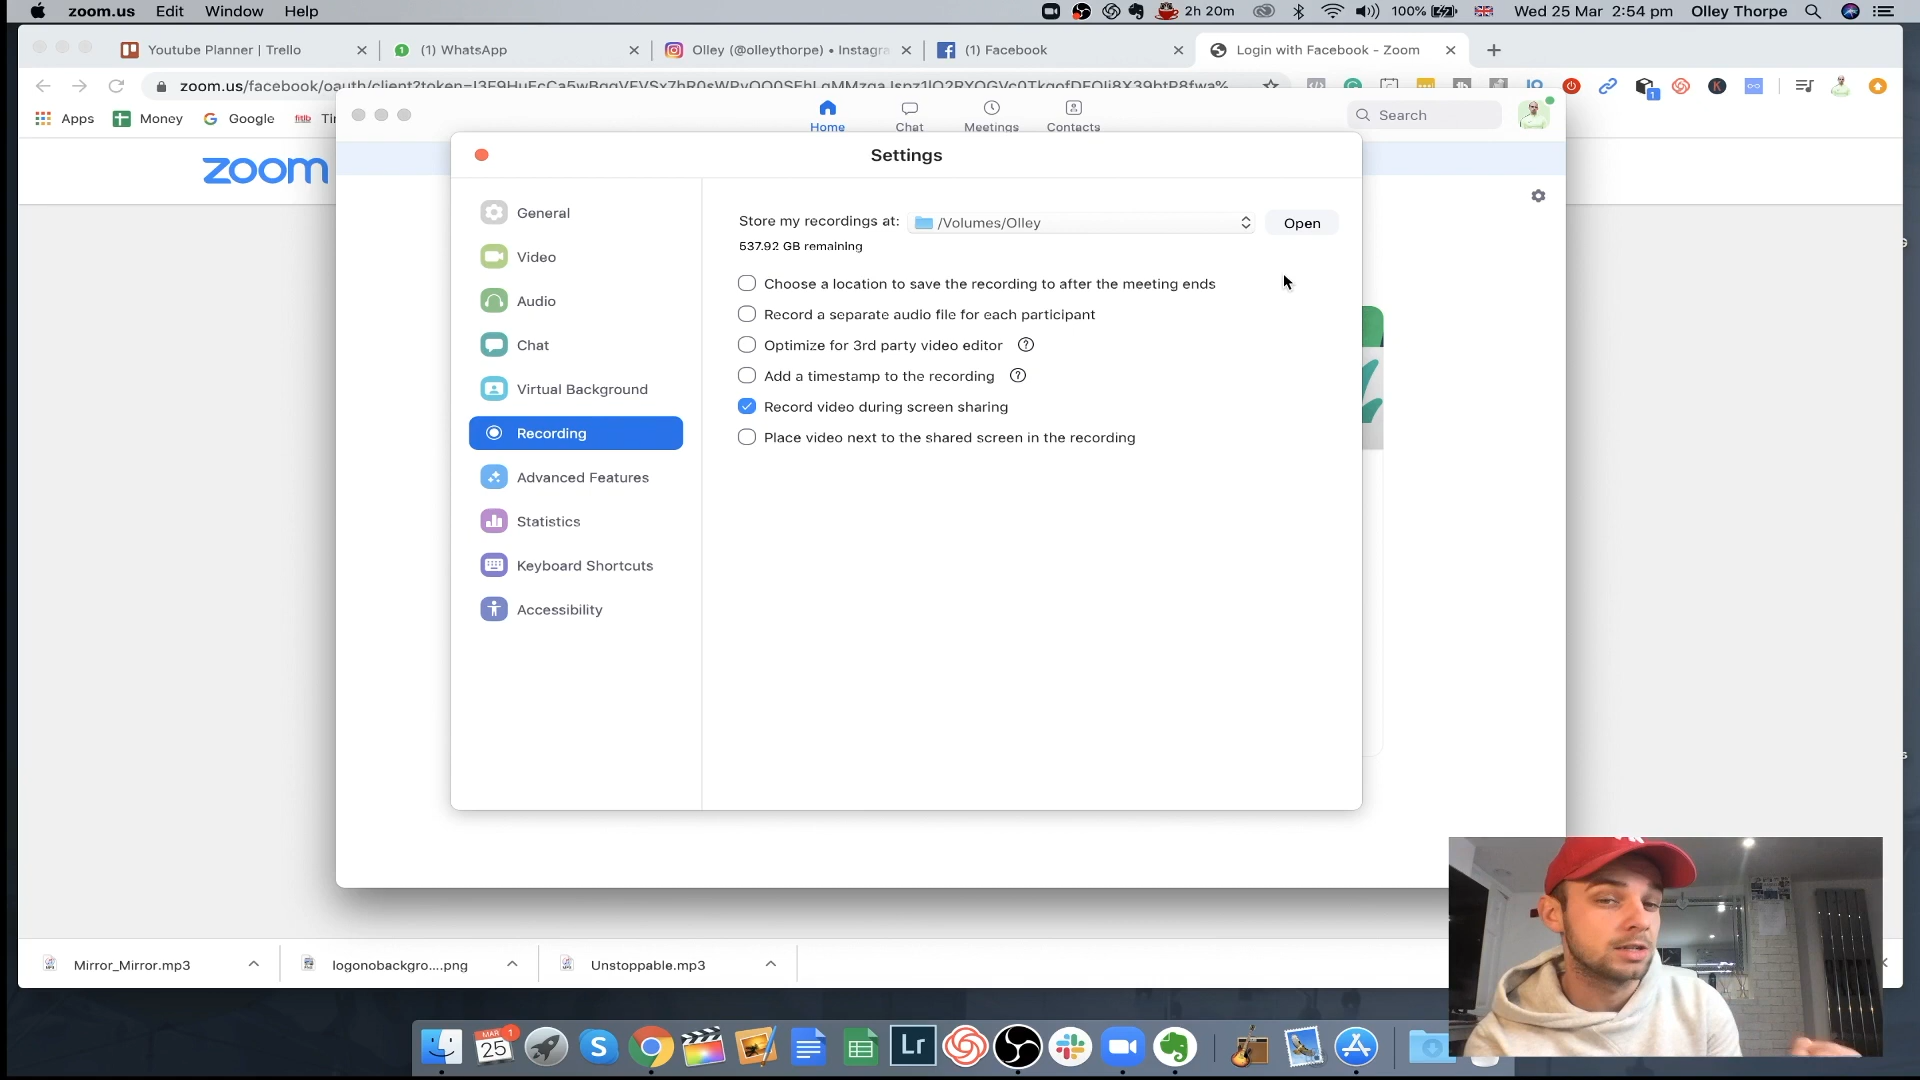 zoom.us Edit Window Help 2h 20m 100% Wed 25 Mar 2:54 pm Olley Thorpe
Youtube Planner | Trello
(1) WhatsApp
Olley (@olleythorpe) • Instagra
(1) Facebook
Login with Facebook - Zoom
Apps Money Google
Home Chat Meetings Contacts
Search
zoom
Settings
General
Video
Audio
Chat
Virtual Background
Recording
Advanced Features
Statistics
Keyboard Shortcuts
Accessibility
Store my recordings at: /Volumes/Olley Open
537.92 GB remaining
Choose a location to save the recording to after the meeting ends
Record a separate audio file for each participant
Optimize for 3rd party video editor
Add a timestamp to the recording
Record video during screen sharing
Place video next to the shared screen in the recording
Mirror_Mirror.mp3
logonobackgro....png
Unstoppable.mp3
MAR
25
1
Lr